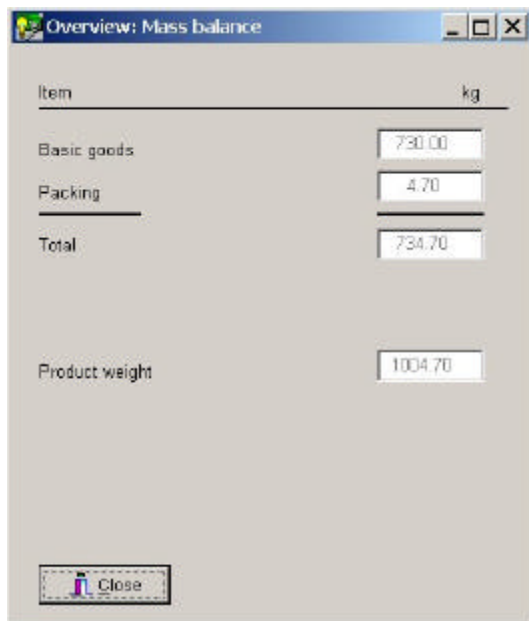 Overview: Mass balance
Item kg
Basic goods 730.00
Packing 4.70
Total 734.70
Product weight 1004.70
Close